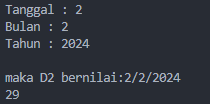 Tanggal : 2
Bulan : 2
Tahun : 2024
maka D2 bernilai:2/2/2024
29